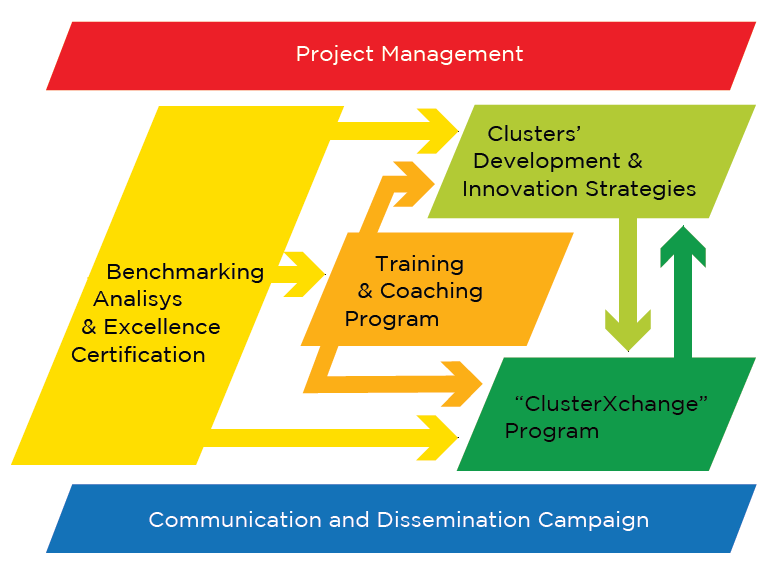 Project Management
Clusters’
Development &
Innovation Strategies
Benchmarking
Analisys
& Excellence
Certification
Training
& Coaching
Program
“ClusterXchange”
Program
Communication and Dissemination Campaign